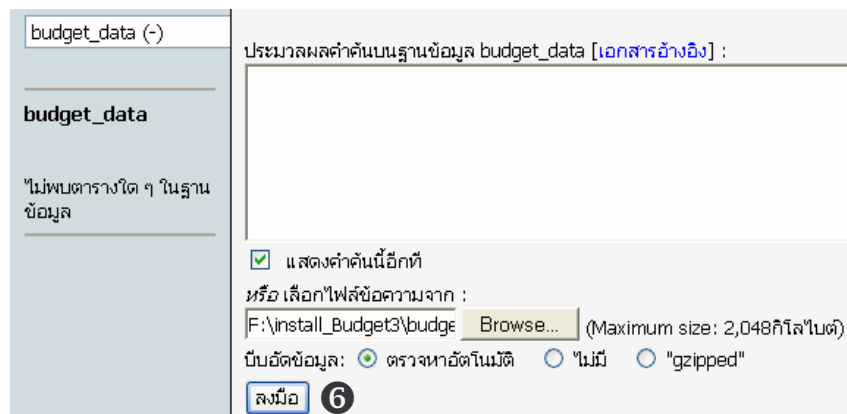 budget_data (-)
budget_data
ไม่พบตารางใด ๆ ในฐาน
ข้อมูล
ประมวลผลคำค้นบนฐานข้อมูล budget_data [เอกสารอ้างอิง] :
แสดงคำค้นนี้อีกที
หรือ เลือกไฟล์ข้อความจาก :
F:\install_Budget3\budge Browse... (Maximum size: 2,048กิโลไบต์)
บีบอัดข้อมูล: ตรวจหาอัตโนมัติ ไม่มี "gzipped"
ลงมือ 6